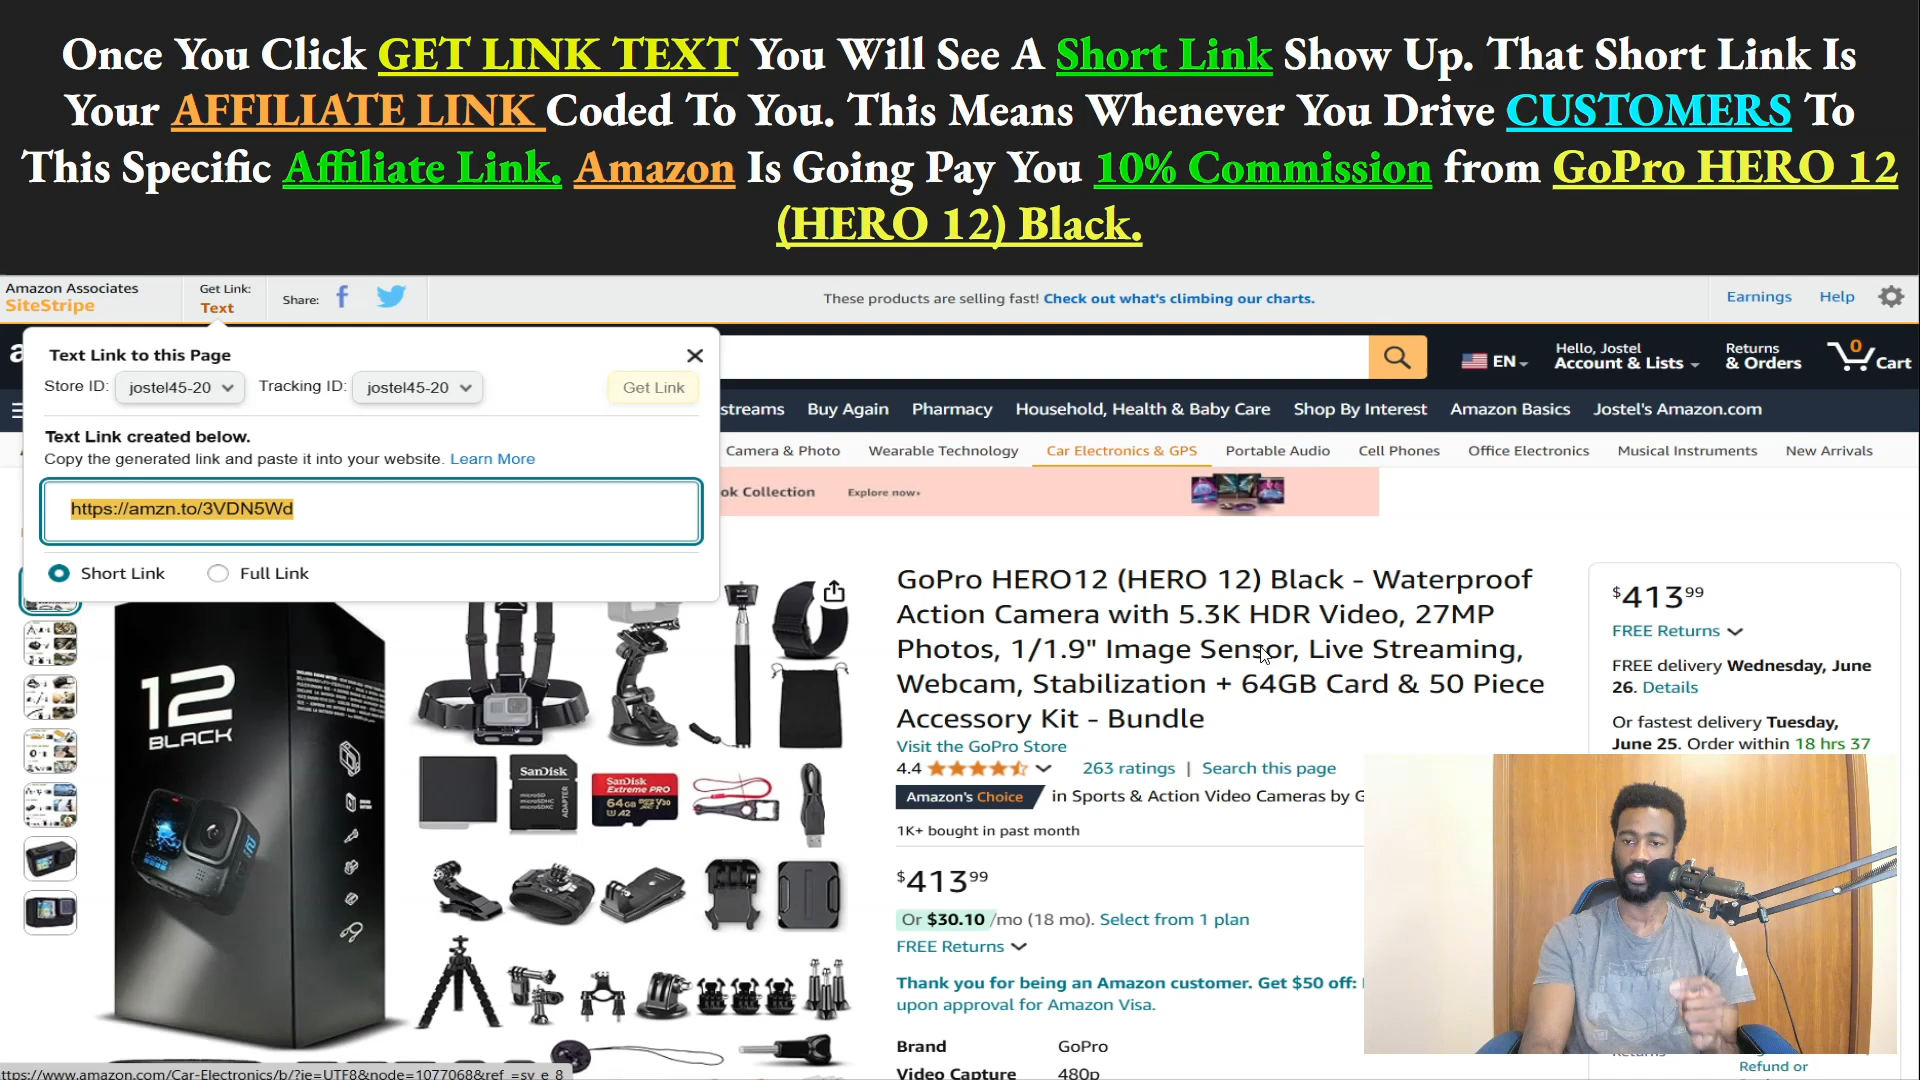 Once You Click GET LINK TEXT You Will See A Short Link Show Up. That Short Link Is
Your AFFILIATE LINK Coded To You. This Means Whenever You Drive CUSTOMERS To
This Specific Affiliate Link. Amazon Is Going Pay You 10% Commission from GoPro HERO 12
(HERO 12) Black.
Amazon Associates
SiteStripe
Get Link:
Text
Share:
These products are selling fast! Check out what's climbing our charts.
Earnings
Help
Text Link to this Page
Store ID: jostel45-20 Tracking ID: jostel45-20 Get Link
Text Link created below.
Copy the generated link and paste it into your website. Learn More
https://amzn.to/3VDN5Wd
Short Link Full Link
EN
Hello, Jostel
Account & Lists
Returns
& Orders
0
Cart
streams Buy Again Pharmacy Household, Health & Baby Care Shop By Interest Amazon Basics Jostel's Amazon.com
Camera & Photo Wearable Technology Car Electronics & GPS Portable Audio Cell Phones Office Electronics Musical Instruments New Arrivals
ok Collection Explore now
12
BLACK
SanDisk
ADAPTER
SanDisk
Extreme PRO
64GB
GoPro HERO12 (HERO 12) Black - Waterproof
Action Camera with 5.3K HDR Video, 27MP
Photos, 1/1.9" Image Sensor, Live Streaming,
Webcam, Stabilization + 64GB Card & 50 Piece
Accessory Kit - Bundle
Visit the GoPro Store
4.4 263 ratings | Search this page
Amazon's Choice in Sports & Action Video Cameras by G
1K+ bought in past month
$413 99
Or $30.10 /mo (18 mo). Select from 1 plan
FREE Returns
Thank you for being an Amazon customer. Get $50 off:
upon approval for Amazon Visa.
Brand GoPro
Video Capture 480p
$413 99
FREE Returns
FREE delivery Wednesday, June
26. Details
Or fastest delivery Tuesday,
June 25. Order within 18 hrs 37
Returns
Refund or
ttps://www.amazon.com/Car-Electronics/b/?ie=UTF8&node=1077068&ref_=sv_e_8